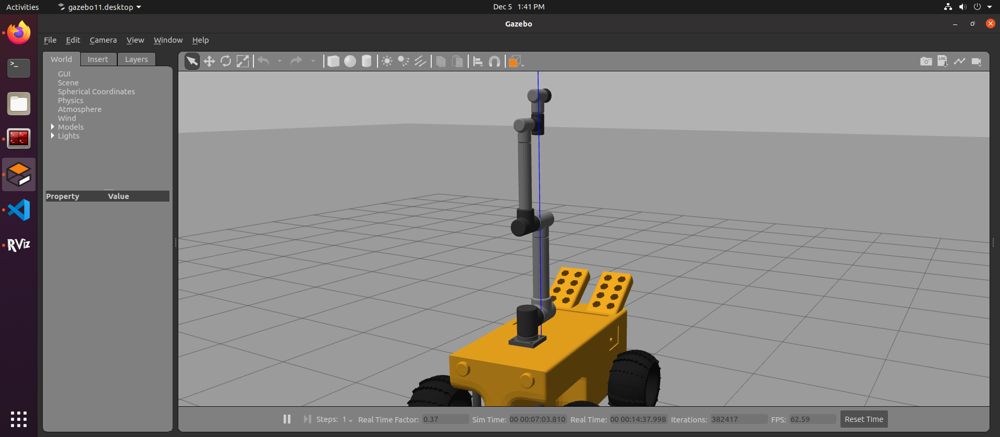 Activities
gazebo11.desktop
Dec 5 1:41 PM
Gazebo
File Edit Camera View Window Help
World Insert Layers
GUI
Scene
Spherical Coordinates
Physics
Atmosphere
Wind
Models
Lights
Property Value
LOG
RViz
Steps: 1 Real Time Factor: 0.37 Sim Time: 00 00:07:03.810 Real Time: 00 00:14:37.998 Iterations: 382417 FPS: 62.59 Reset Time